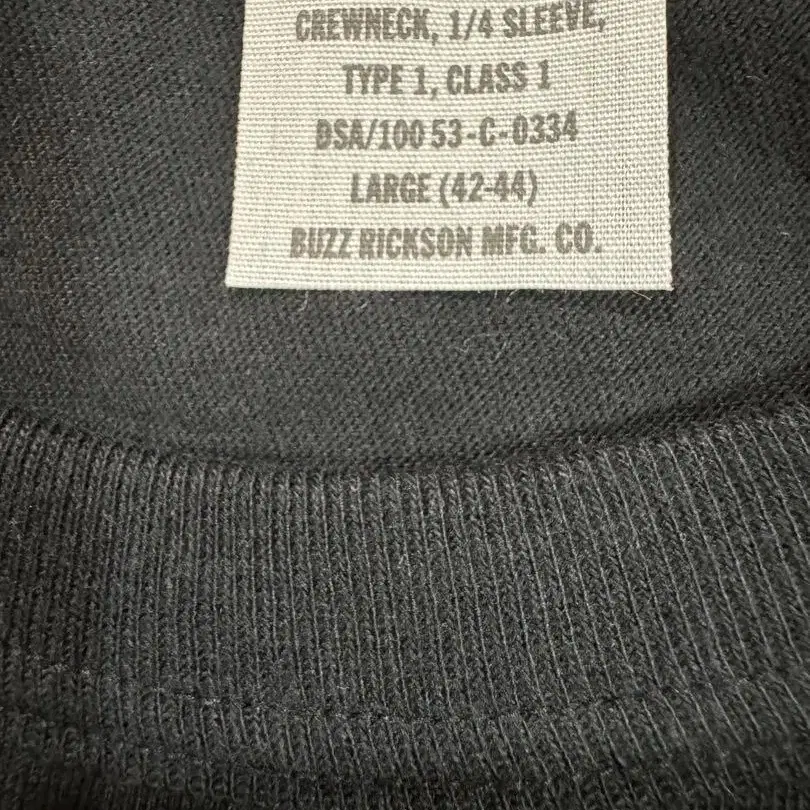 CREWNECK, 1/4 SLEEVE,
TYPE 1, CLASS 1
DSA/100 53-C-0334
LARGE (42-44)
BUZZ RICKSON MFG. CO.